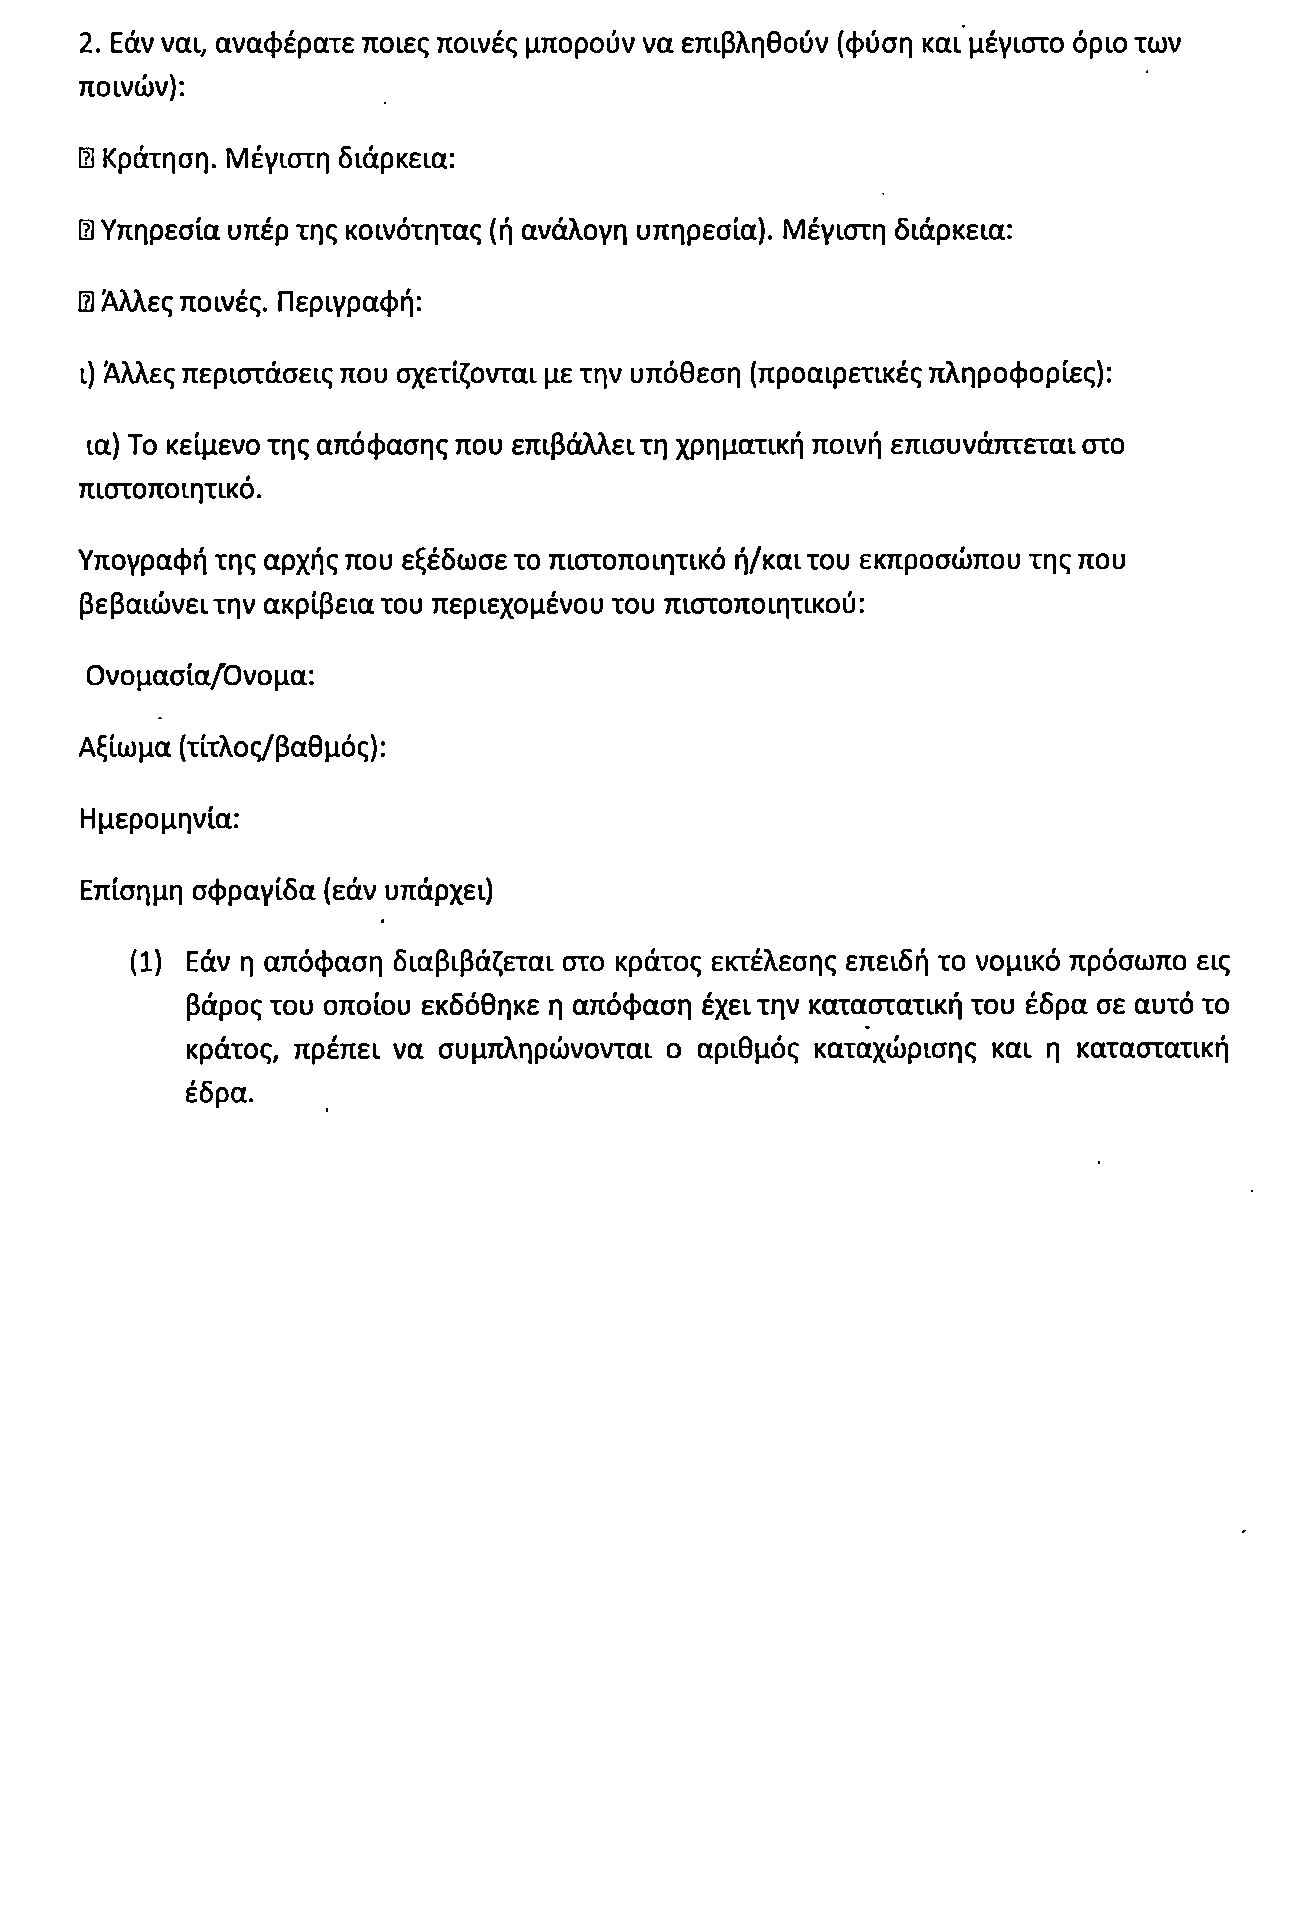 2. Εάν ναι, αναφέρατε ποιες ποινές μπορούν να επιβληθούν (φύση και μέγιστο όριο των
ποινών):
⍰ Κράτηση. Μέγιστη διάρκεια:
⍰ Υπηρεσία υπέρ της κοινότητας (ή ανάλογη υπηρεσία). Μέγιστη διάρκεια:
⍰ Άλλες ποινές. Περιγραφή:
ι) Άλλες περιστάσεις που σχετίζονται με την υπόθεση (προαιρετικές πληροφορίες):
ια) Το κείμενο της απόφασης που επιβάλλει τη χρηματική ποινή επισυνάπτεται στο
πιστοποιητικό.
Υπογραφή της αρχής που εξέδωσε το πιστοποιητικό ή/και του εκπροσώπου της που
βεβαιώνει την ακρίβεια του περιεχομένου του πιστοποιητικού:
Ονομασία/Όνομα:
Αξίωμα (τίτλος/βαθμός):
Ημερομηνία:
Επίσημη σφραγίδα (εάν υπάρχει)
(1) Εάν η απόφαση διαβιβάζεται στο κράτος εκτέλεσης επειδή το νομικό πρόσωπο εις
βάρος του οποίου εκδόθηκε η απόφαση έχει την καταστατική του έδρα σε αυτό το
κράτος, πρέπει να συμπληρώνονται ο αριθμός καταχώρισης και η καταστατική
έδρα.